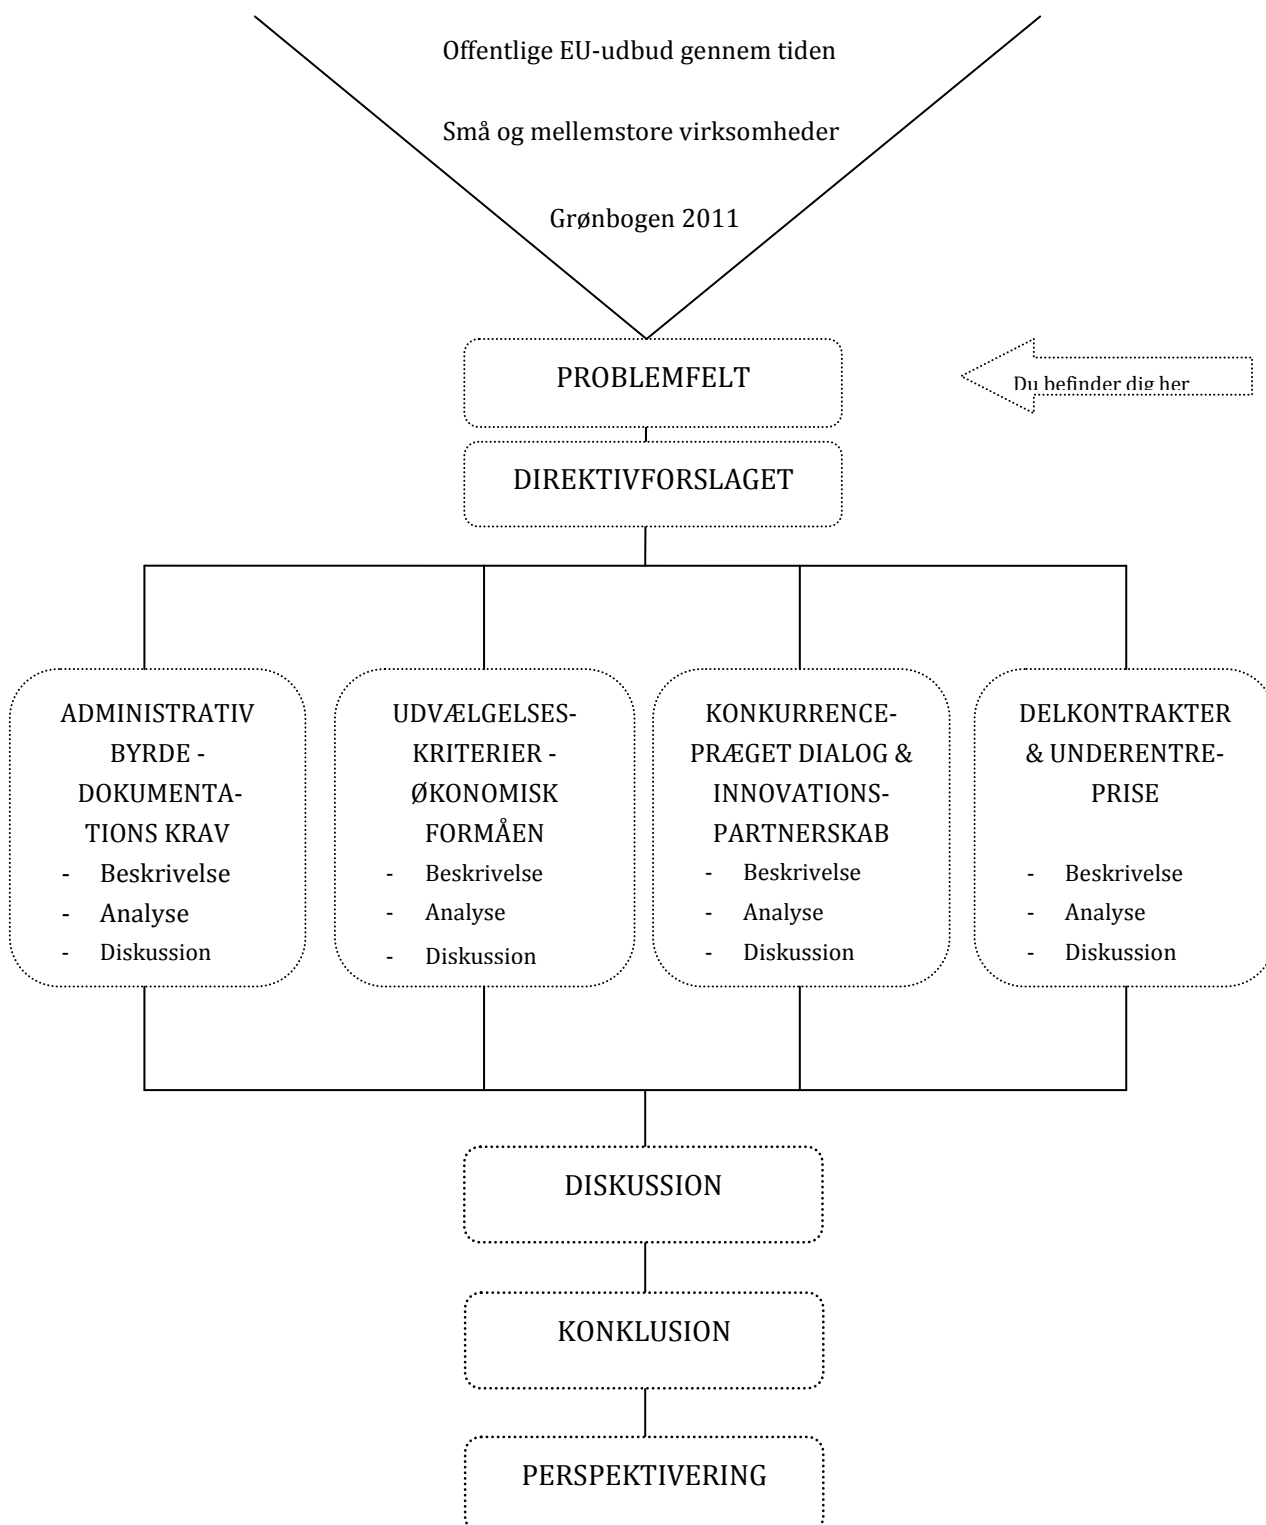 Offentlige EU-udbud gennem tiden
Små og mellemstore virksomheder
Grønbogen 2011
PROBLEMFELT
Du befinder dig her
DIREKTIVFORSLAGET
ADMINISTRATIV
BYRDE -
DOKUMENTA-
TIONS KRAV
- Beskrivelse
- Analyse
- Diskussion
UDVÆLGELSES-
KRITERIER -
ØKONOMISK
FORMÅEN
- Beskrivelse
- Analyse
- Diskussion
KONKURRENCE-
PRÆGET DIALOG &
INNOVATIONS-
PARTNERSKAB
- Beskrivelse
- Analyse
- Diskussion
DELKONTRAKTER
& UNDERENTRE-
PRISE
- Beskrivelse
- Analyse
- Diskussion
DISKUSSION
KONKLUSION
PERSPEKTIVERING